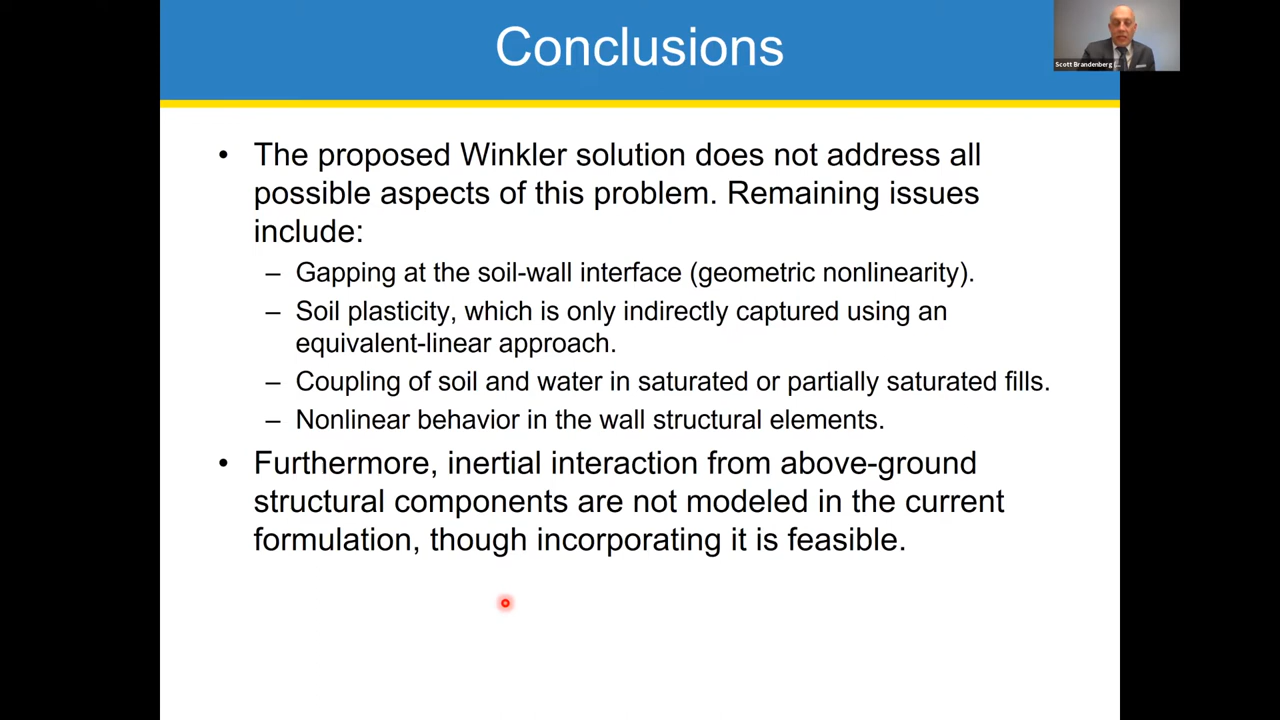 Conclusions
Scott Brandenberg
• The proposed Winkler solution does not address all
possible aspects of this problem. Remaining issues
include:
– Gapping at the soil-wall interface (geometric nonlinearity).
– Soil plasticity, which is only indirectly captured using an
equivalent-linear approach.
– Coupling of soil and water in saturated or partially saturated fills.
– Nonlinear behavior in the wall structural elements.
• Furthermore, inertial interaction from above-ground
structural components are not modeled in the current
formulation, though incorporating it is feasible.